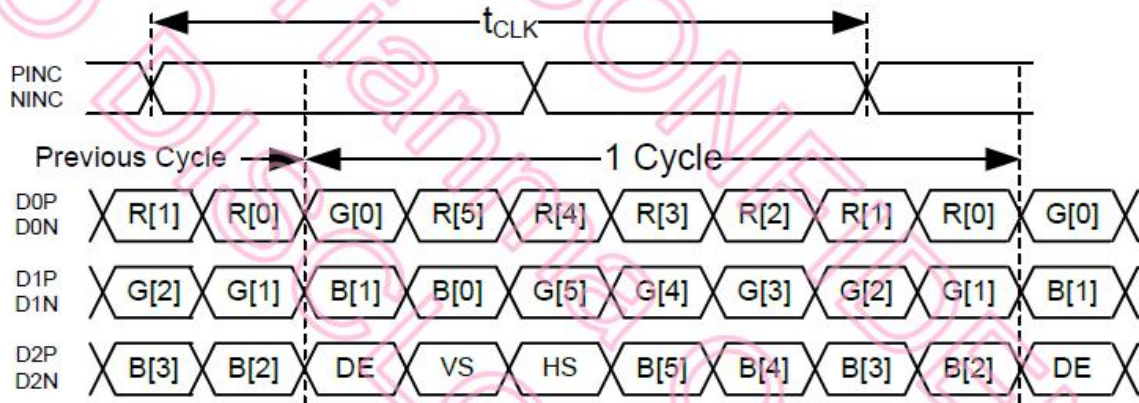 tCLK
PINC
NINC
Previous Cycle
1 Cycle
D0P
D0N
R[1] R[0] G[0] R[5] R[4] R[3] R[2] R[1] R[0] G[0]
D1P
D1N
G[2] G[1] B[1] B[0] G[5] G[4] G[3] G[2] G[1] B[1]
D2P
D2N
B[3] B[2] DE VS HS B[5] B[4] B[3] B[2] DE